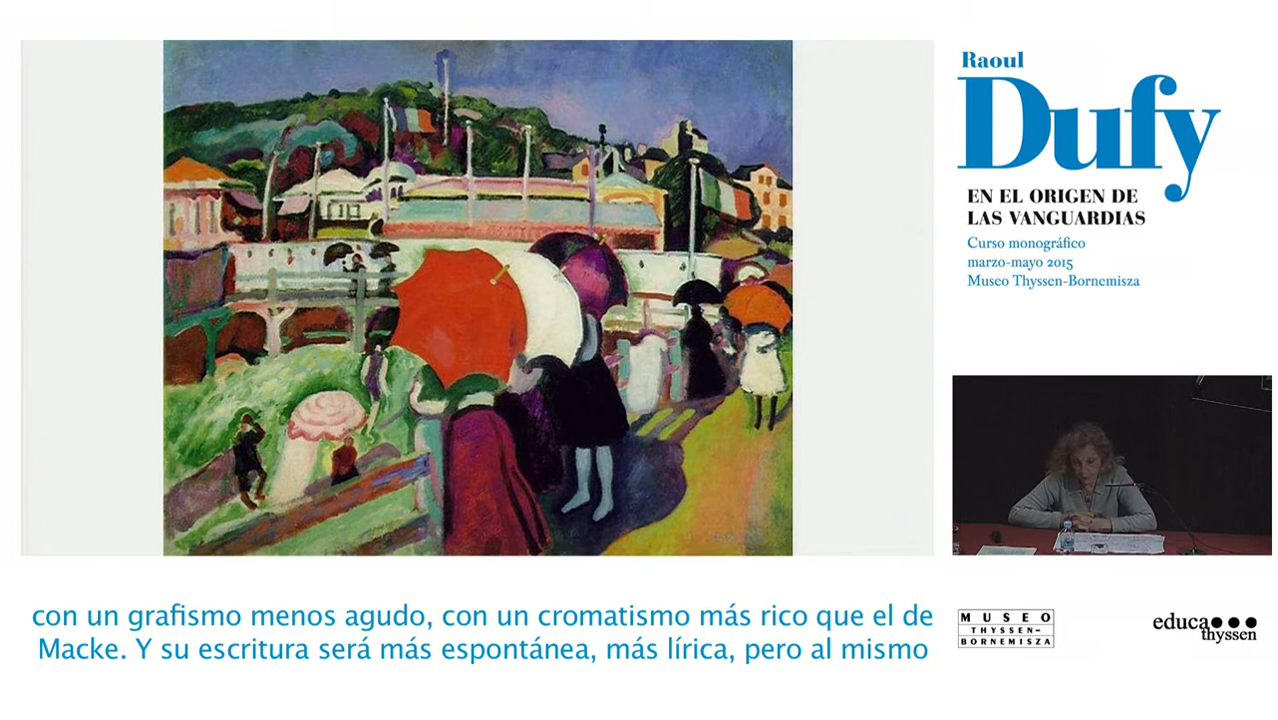 Raoul
Dufy
EN EL ORIGEN DE
LAS VANGUARDIAS
Curso monográfico
marzo-mayo 2015
Museo Thyssen-Bornemisza
con un grafismo menos agudo, con un cromatismo más rico que el de
Macke. Y su escritura será más espontánea, más lírica, pero al mismo
MUSEO
THYSSEN-
BORNEMISZA
educa
thyssen